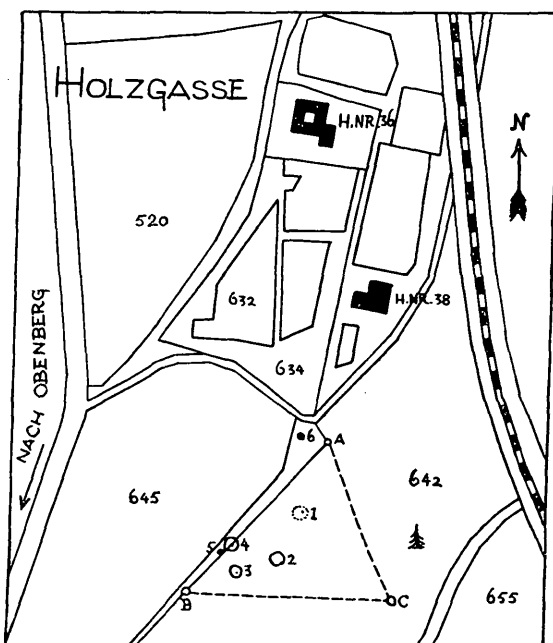 HOLZGASSE
H.NR.36
N
520
632
H.NR.38
NACH OBENBERG
634
6
A
645
642
1
4
5
2
3
B
C
655